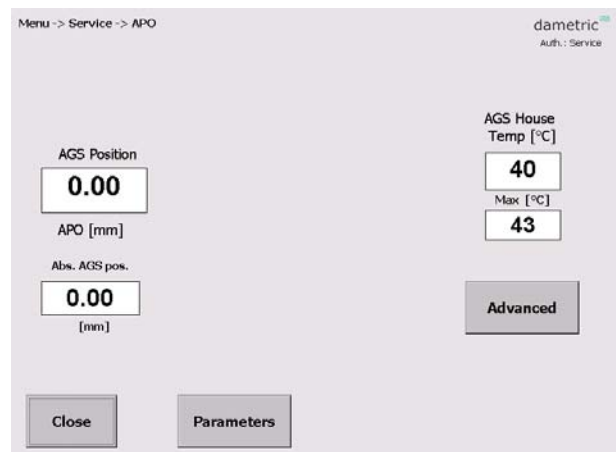 Menu -> Service -> APO
dametric
Auth.: Service
AGS Position
0.00
APO [mm]
Abs. AGS pos.
0.00
[mm]
AGS House
Temp [°C]
40
Max [°C]
43
Advanced
Close
Parameters